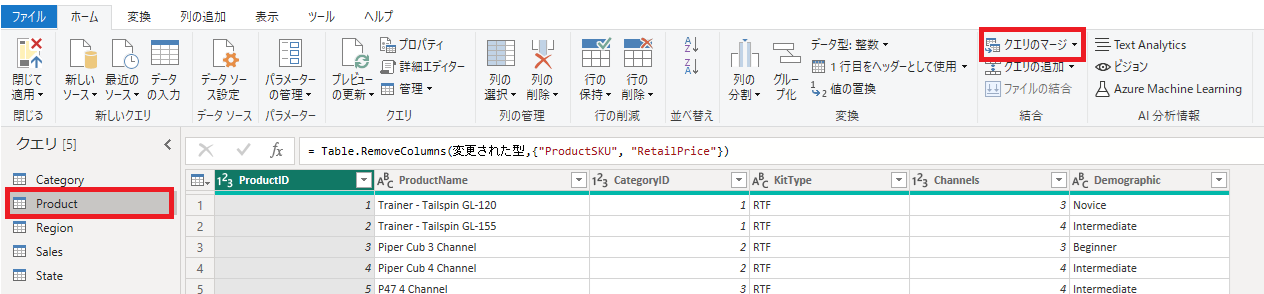 ファイル ホーム 変換 列の追加 表示 ツール ヘルプ
閉じて適用 新しいソース 最近のソース データの入力 データ ソース設定 パラメーターの管理 プレビューの更新 プロパティ 詳細エディター 管理 列の選択 列の削除 行の保持 行の削除 列の分割 グループ化 データ型: 整数 1 行目をヘッダーとして使用 値の置換 クエリのマージ クエリの追加 ファイルの結合 Text Analytics ビジョン Azure Machine Learning
閉じる 新しいクエリ データ ソース パラメーター クエリ 列の管理 行の削減 並べ替え 変換 結合 AI 分析情報
クエリ [5]
Category
Product
Region
Sales
State
fx = Table.RemoveColumns(変更された型,{"ProductSKU", "RetailPrice"})
ProductID ProductName CategoryID KitType Channels Demographic
1 1 Trainer - Tailspin GL-120 1 RTF 3 Novice
2 2 Trainer - Tailspin GL-155 1 RTF 4 Intermediate
3 3 Piper Cub 3 Channel 2 RTF 3 Beginner
4 4 Piper Cub 4 Channel 2 RTF 4 Intermediate
5 5 P47 4 Channel 3 RTF 4 Intermediate